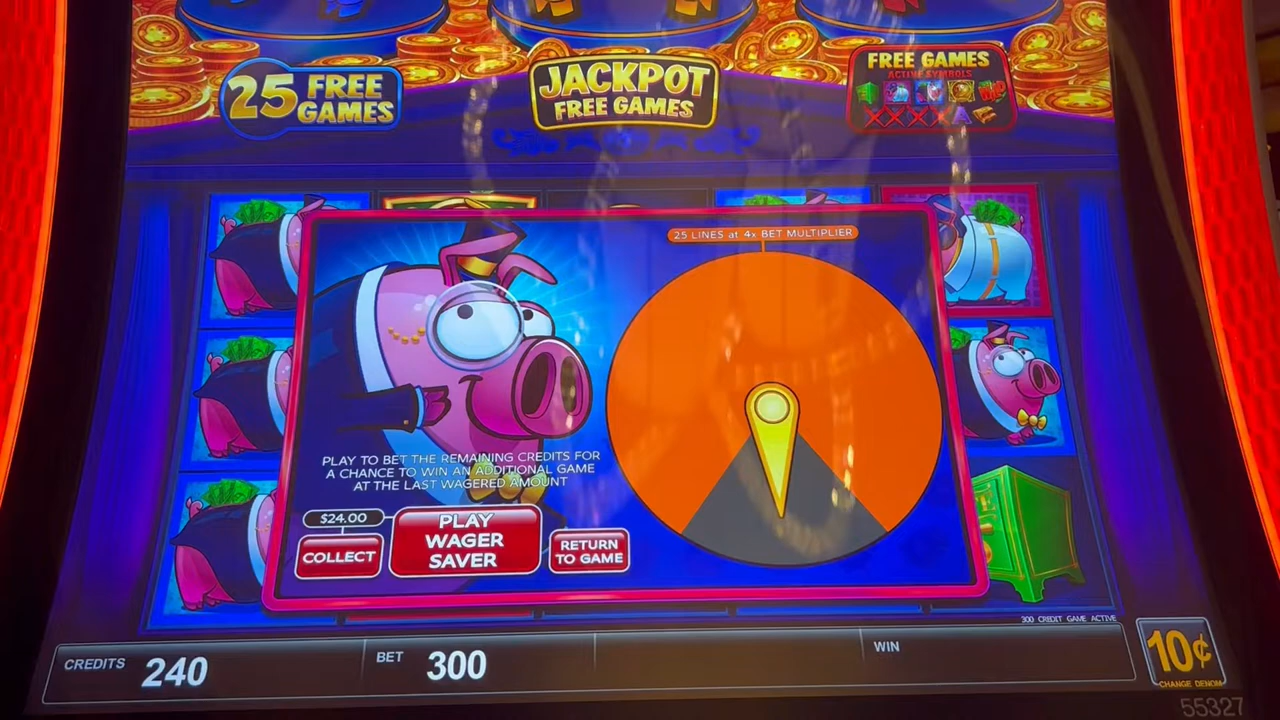 25 FREE
GAMES
JACKPOT
FREE GAMES
FREE GAMES
ACTIVE SYMBOLS
25 LINES at 4x BET MULTIPLIER
PLAY TO BET THE REMAINING CREDITS FOR
A CHANCE TO WIN AN ADDITIONAL GAME
AT THE LAST WAGERED AMOUNT
$24.00
COLLECT
PLAY
WAGER
SAVER
RETURN
TO GAME
300 CREDIT GAME ACTIVE
CREDITS 240
BET 300
WIN
10¢
CHANGE DENOM
55327